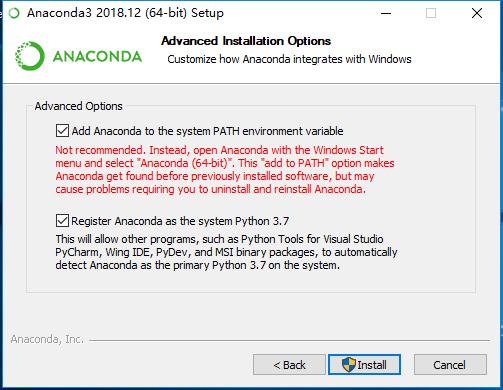 Anaconda3 2018.12 (64-bit) Setup
Advanced Installation Options
Customize how Anaconda integrates with Windows
ANACONDA
Advanced Options
Add Anaconda to the system PATH environment variable
Not recommended. Instead, open Anaconda with the Windows Start
menu and select "Anaconda (64-bit)". This "add to PATH" option makes
Anaconda get found before previously installed software, but may
cause problems requiring you to uninstall and reinstall Anaconda.
Register Anaconda as the system Python 3.7
This will allow other programs, such as Python Tools for Visual Studio
PyCharm, Wing IDE, PyDev, and MSI binary packages, to automatically
detect Anaconda as the primary Python 3.7 on the system.
Anaconda, Inc.
< Back
Install
Cancel